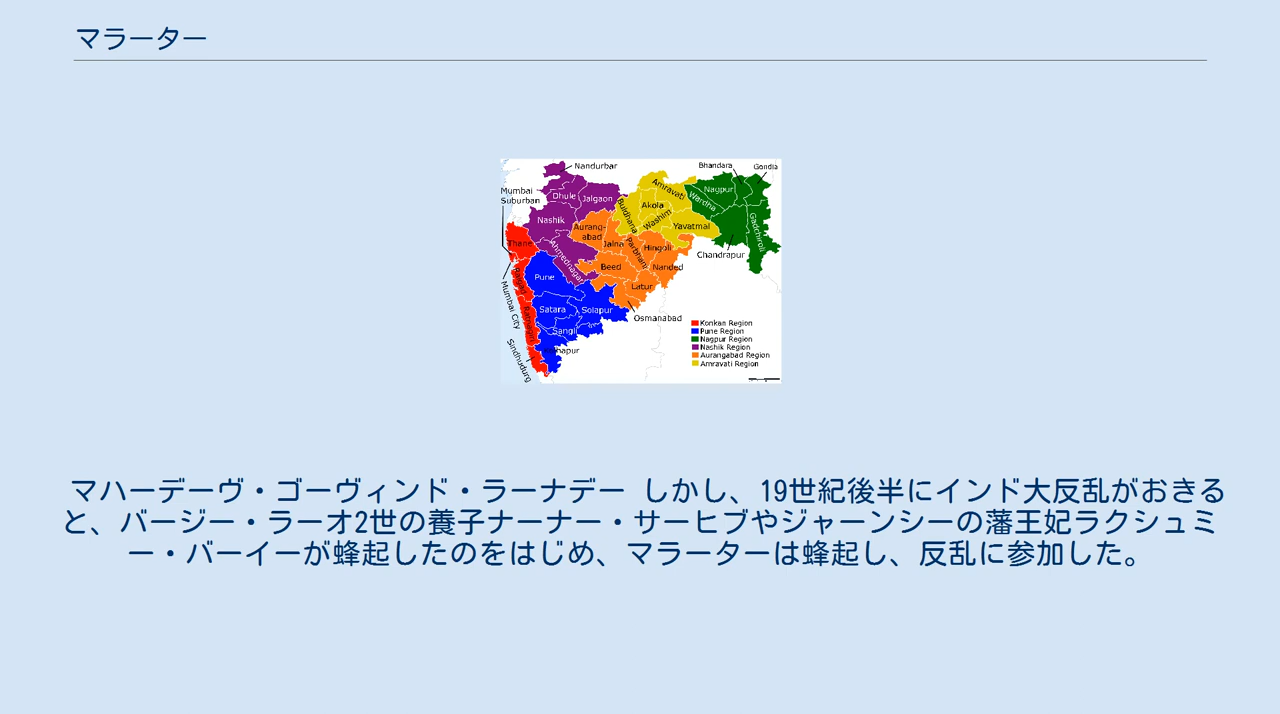 マラーター
Nandurbar
Bhandara
Gondia
Mumbai
Suburban
Dhule
Jalgaon
Amravati
Nagpur
Wardha
Akola
Buldhana
Washim
Nashik
Yavatmal
Gadchiroli
Aurang-
abad
Jalna
Parbhani
Hingoli
Thane
Ahmednagar
Chandrapur
Beed
Nanded
Pune
Raigad
Latur
Mumbai City
Satara
Solapur
Osmanabad
Ratnagiri
Sangli
Sindhudurg
Konkan Region
Pune Region
Nagpur Region
Nashik Region
Aurangabad Region
Amravati Region
マハーデーヴ・ゴーヴィンド・ラーナデー しかし、19世紀後半にインド大反乱がおきる
と、バージー・ラーオ2世の養子ナーナー・サーヒブやジャーンシーの藩王妃ラクシュミ
ー・バーイーが蜂起したのをはじめ、マラーターは蜂起し、反乱に参加した。